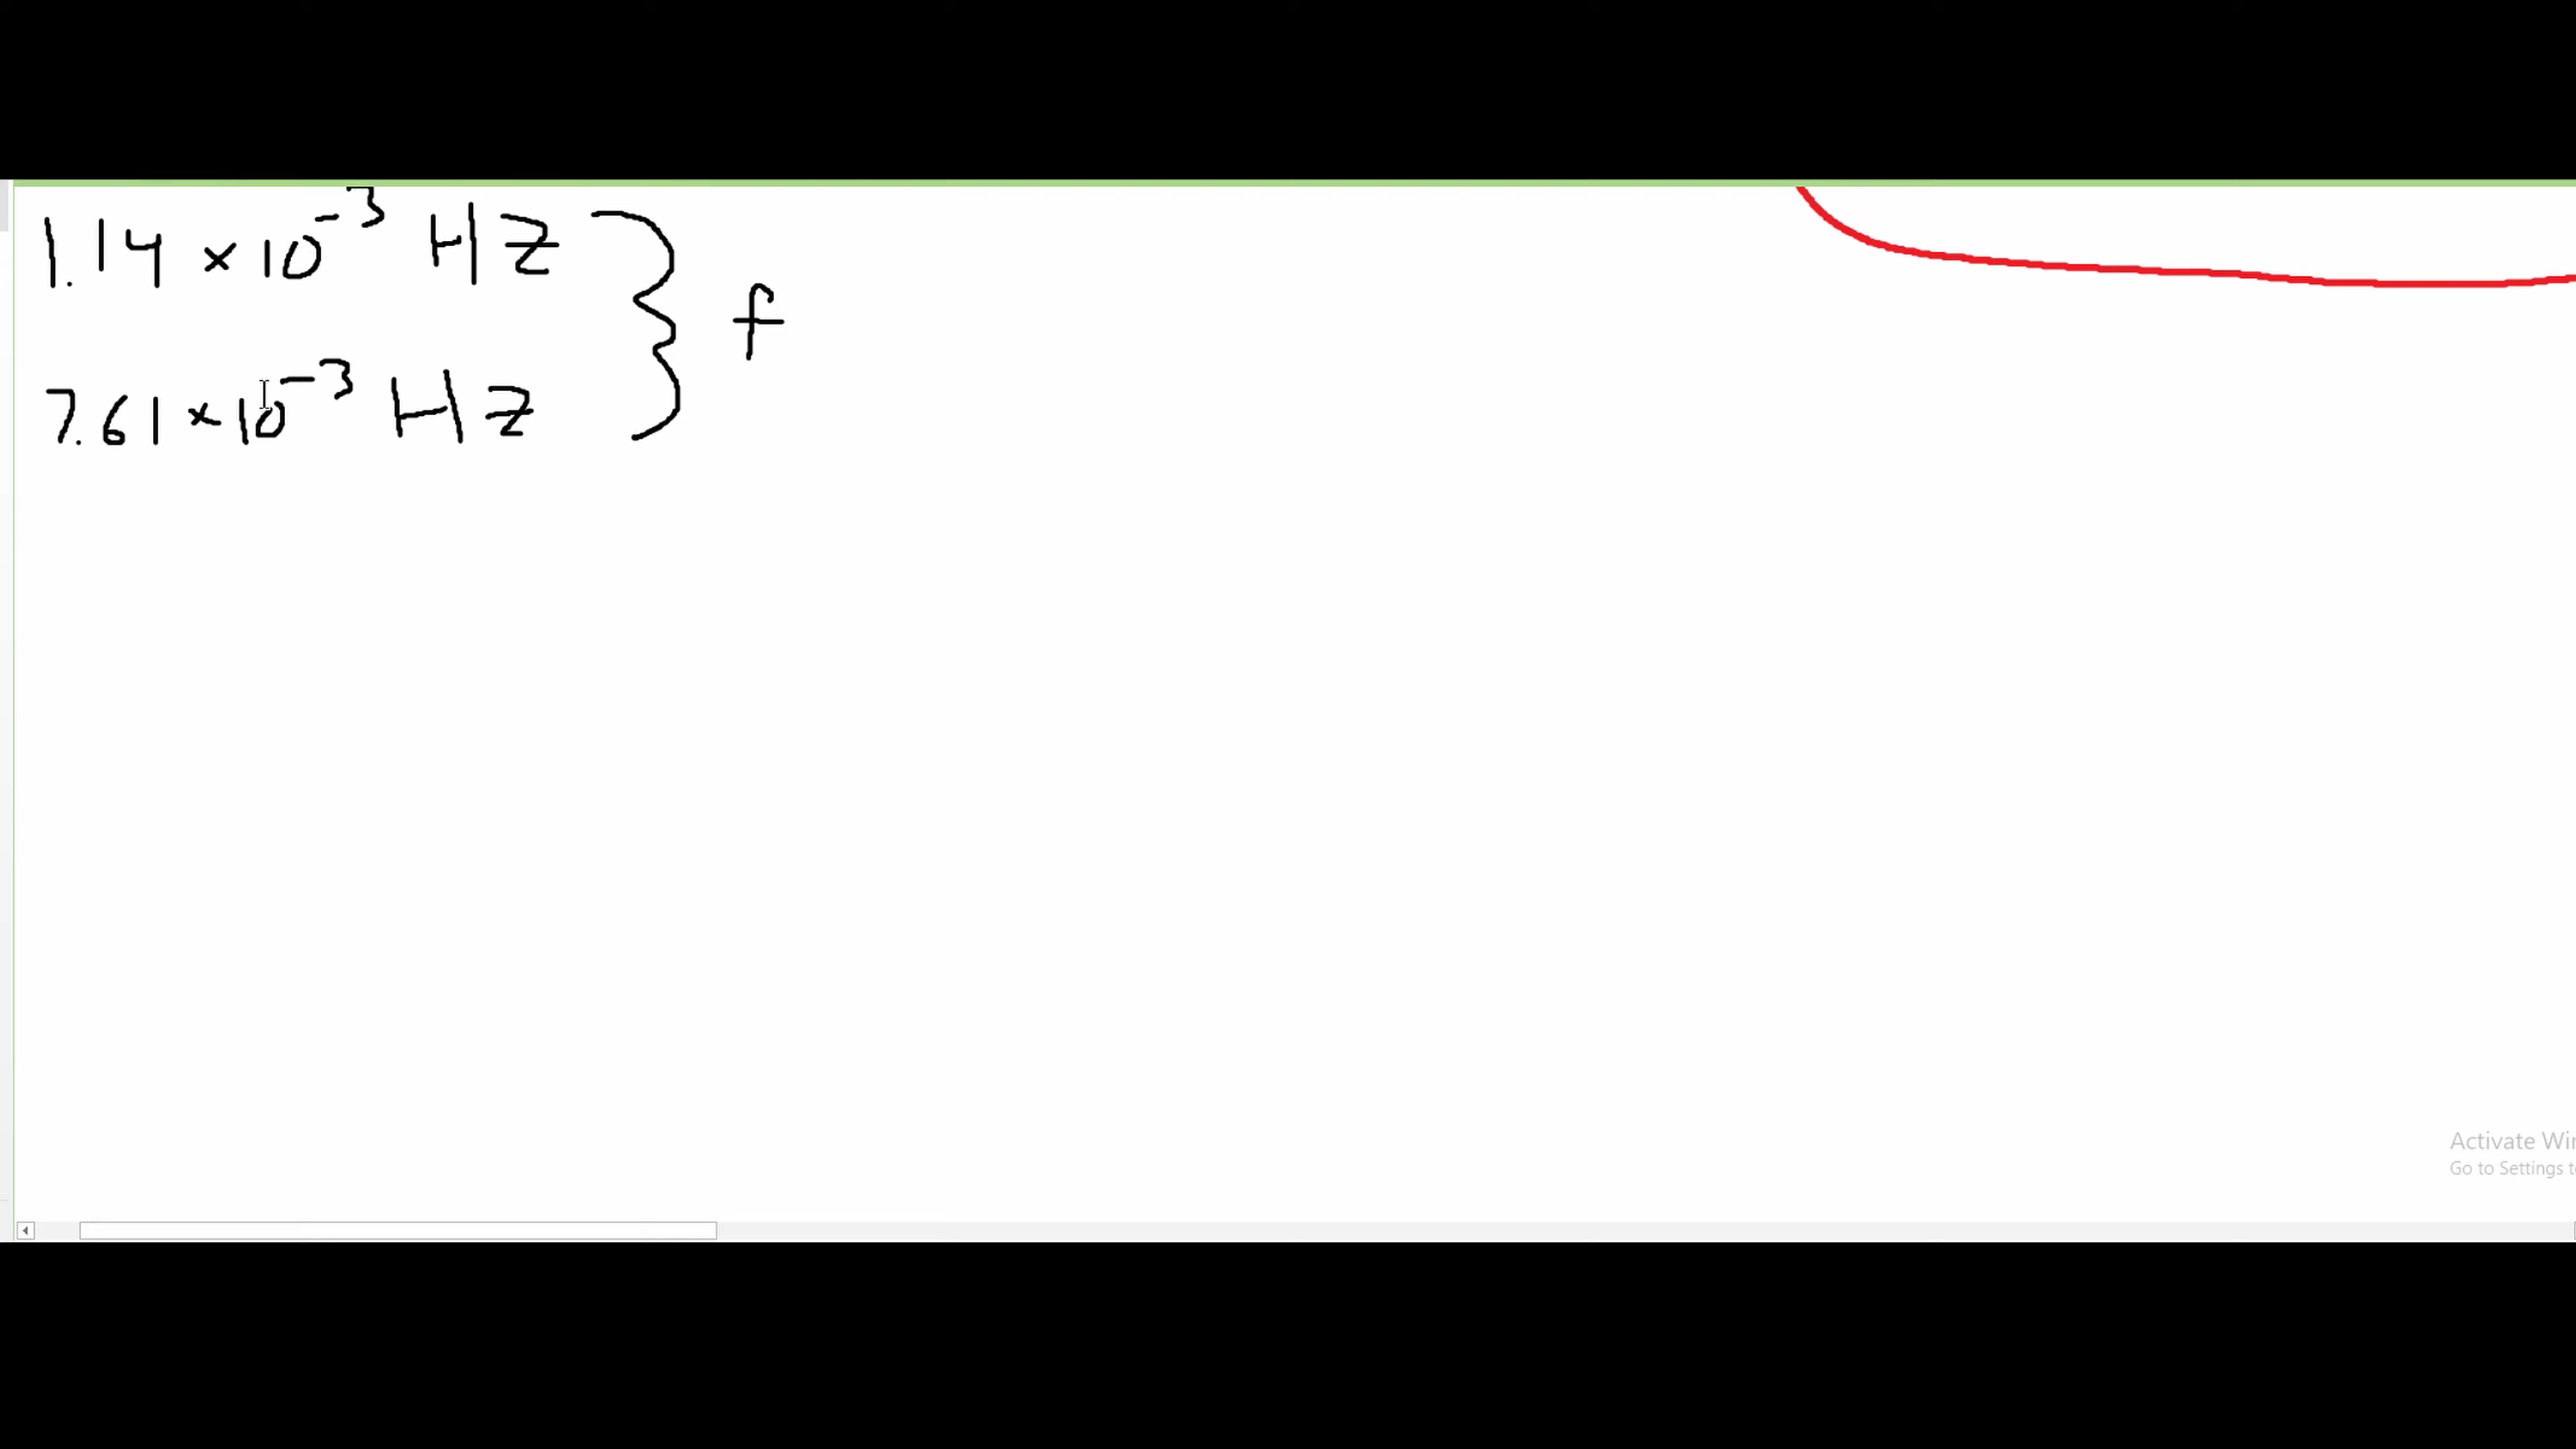 1.14 × 10⁻³ Hz
f
7.61 × 10⁻³ Hz
Activate Wi
Go to Settings t